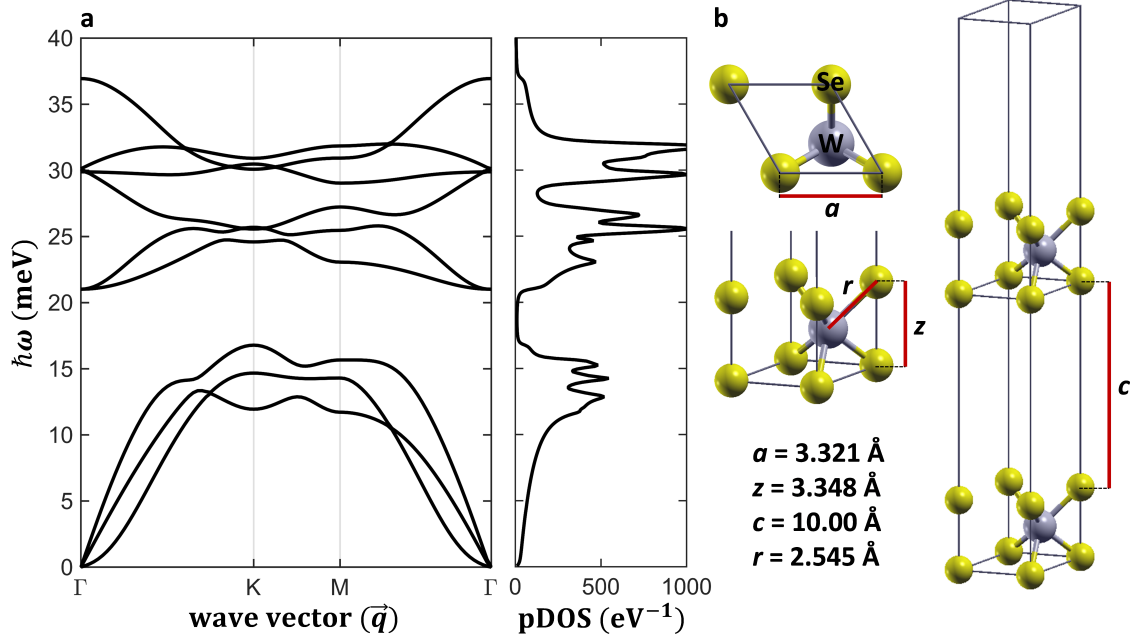 a
40
35
30
25
20
15
10
5
0
ℏω (meV)
Γ
K
M
Γ
wave vector (q⃗)
0
500
1000
pDOS (eV⁻¹)
b
Se
W
a
r
z
c
a = 3.321 Å
z = 3.348 Å
c = 10.00 Å
r = 2.545 Å